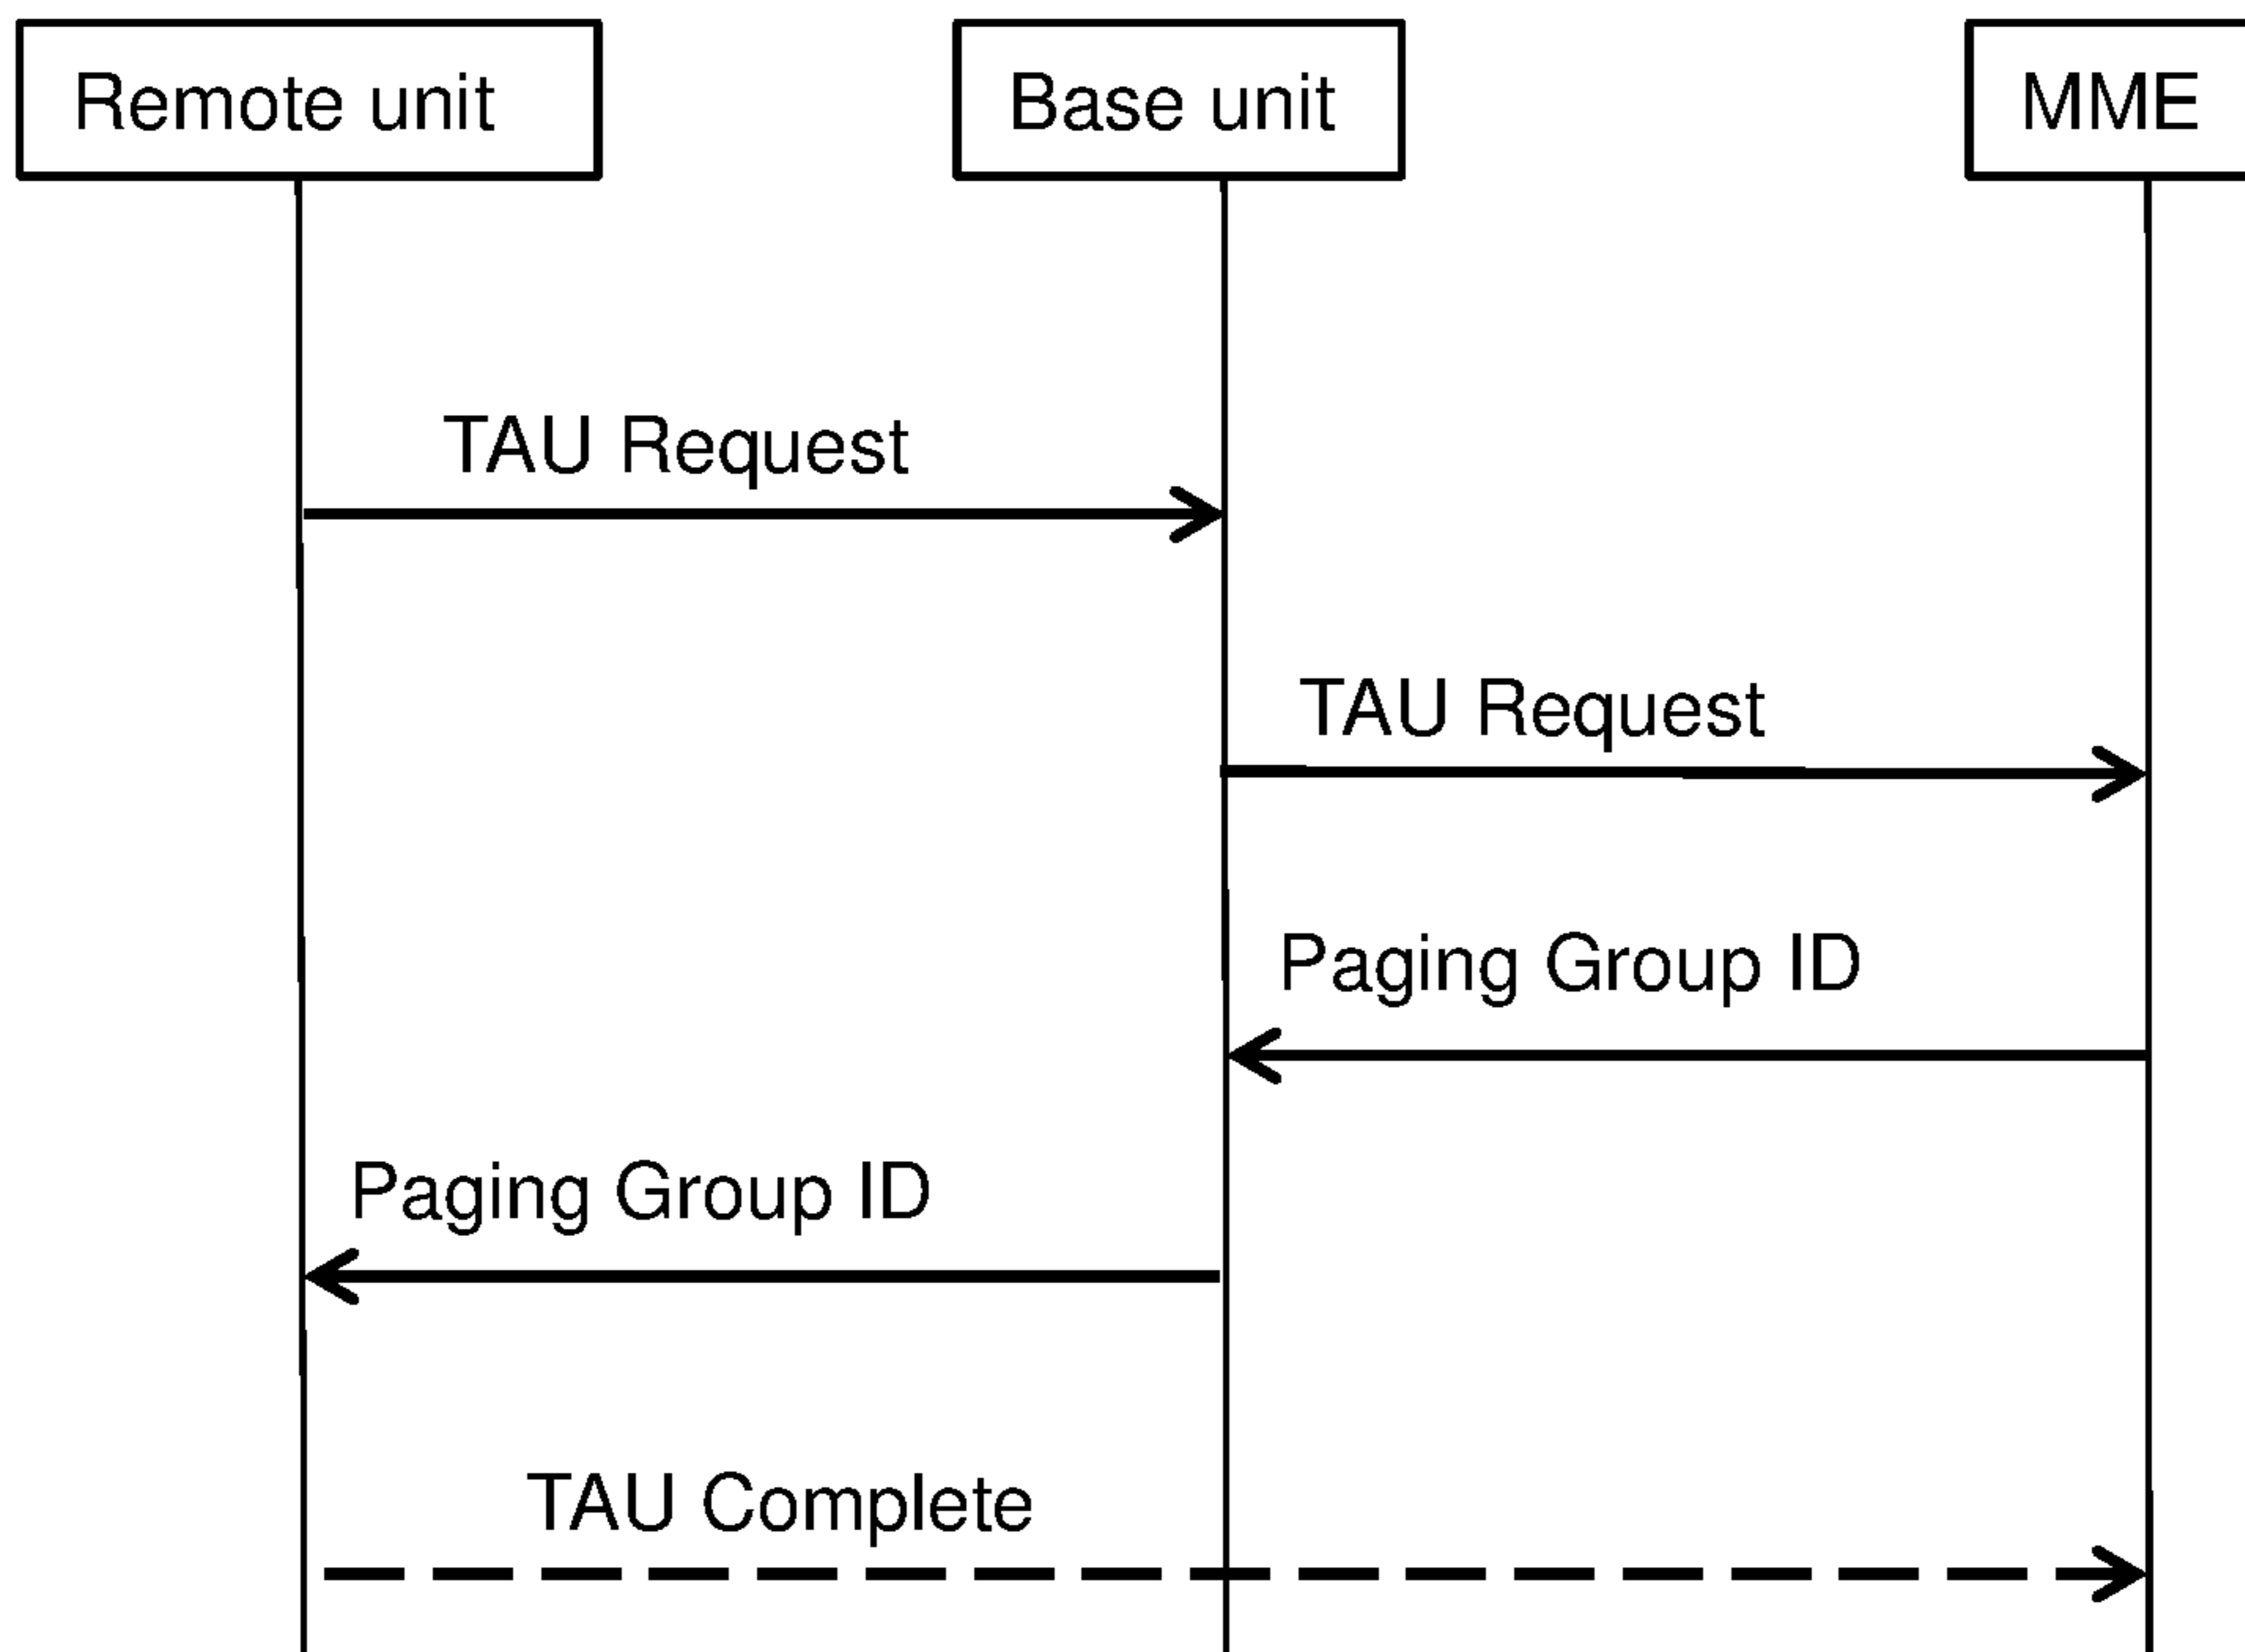 Remote unit
Base unit
MME
TAU Request
TAU Request
Paging Group ID
Paging Group ID
TAU Complete